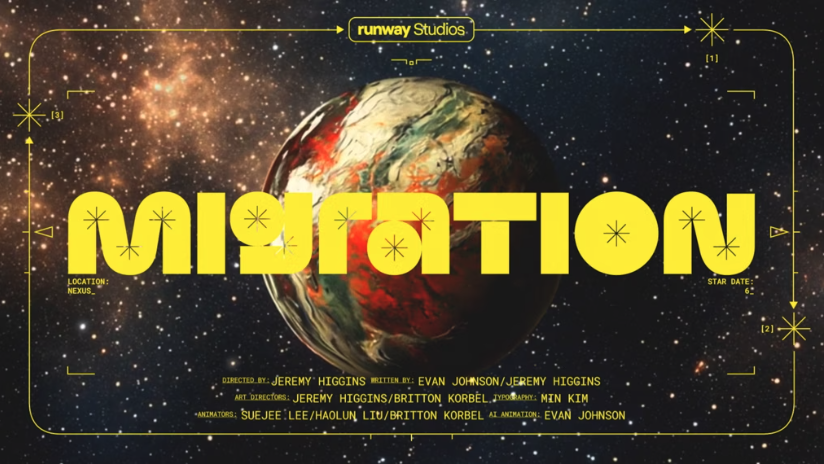 runway Studios
[1]
[3]
MIgraTION
LOCATION:
NEXUS_
STAR DATE:
6_
[2]
DIRECTED BY: JEREMY HIGGINS WRITTEN BY: EVAN JOHNSON/JEREMY HIGGINS
ART DIRECTORS: JEREMY HIGGINS/BRITTON KORBEL TYPOGRAPHY: MIN KIM
ANIMATORS: SUEJEE LEE/HAOLUN LIU/BRITTON KORBEL AI ANIMATION: EVAN JOHNSON